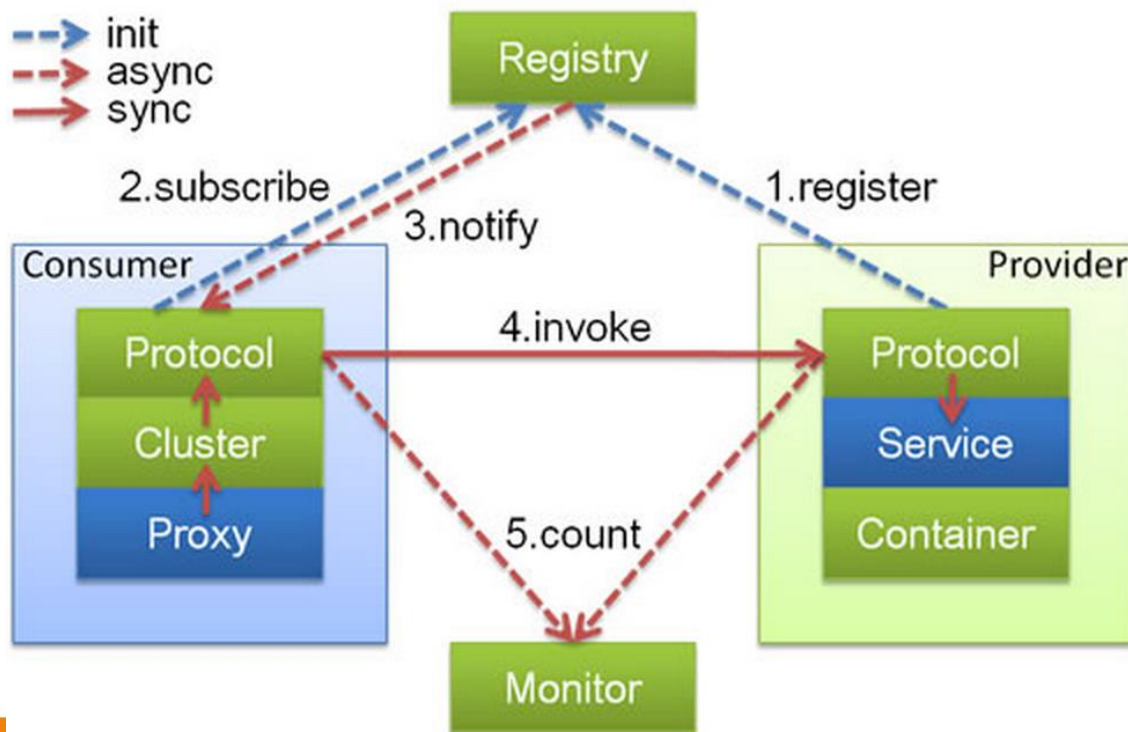 init
async
sync
Registry
2.subscribe
1.register
3.notify
Consumer
Provider
Protocol
4.invoke
Protocol
Cluster
Service
Proxy
5.count
Container
Monitor